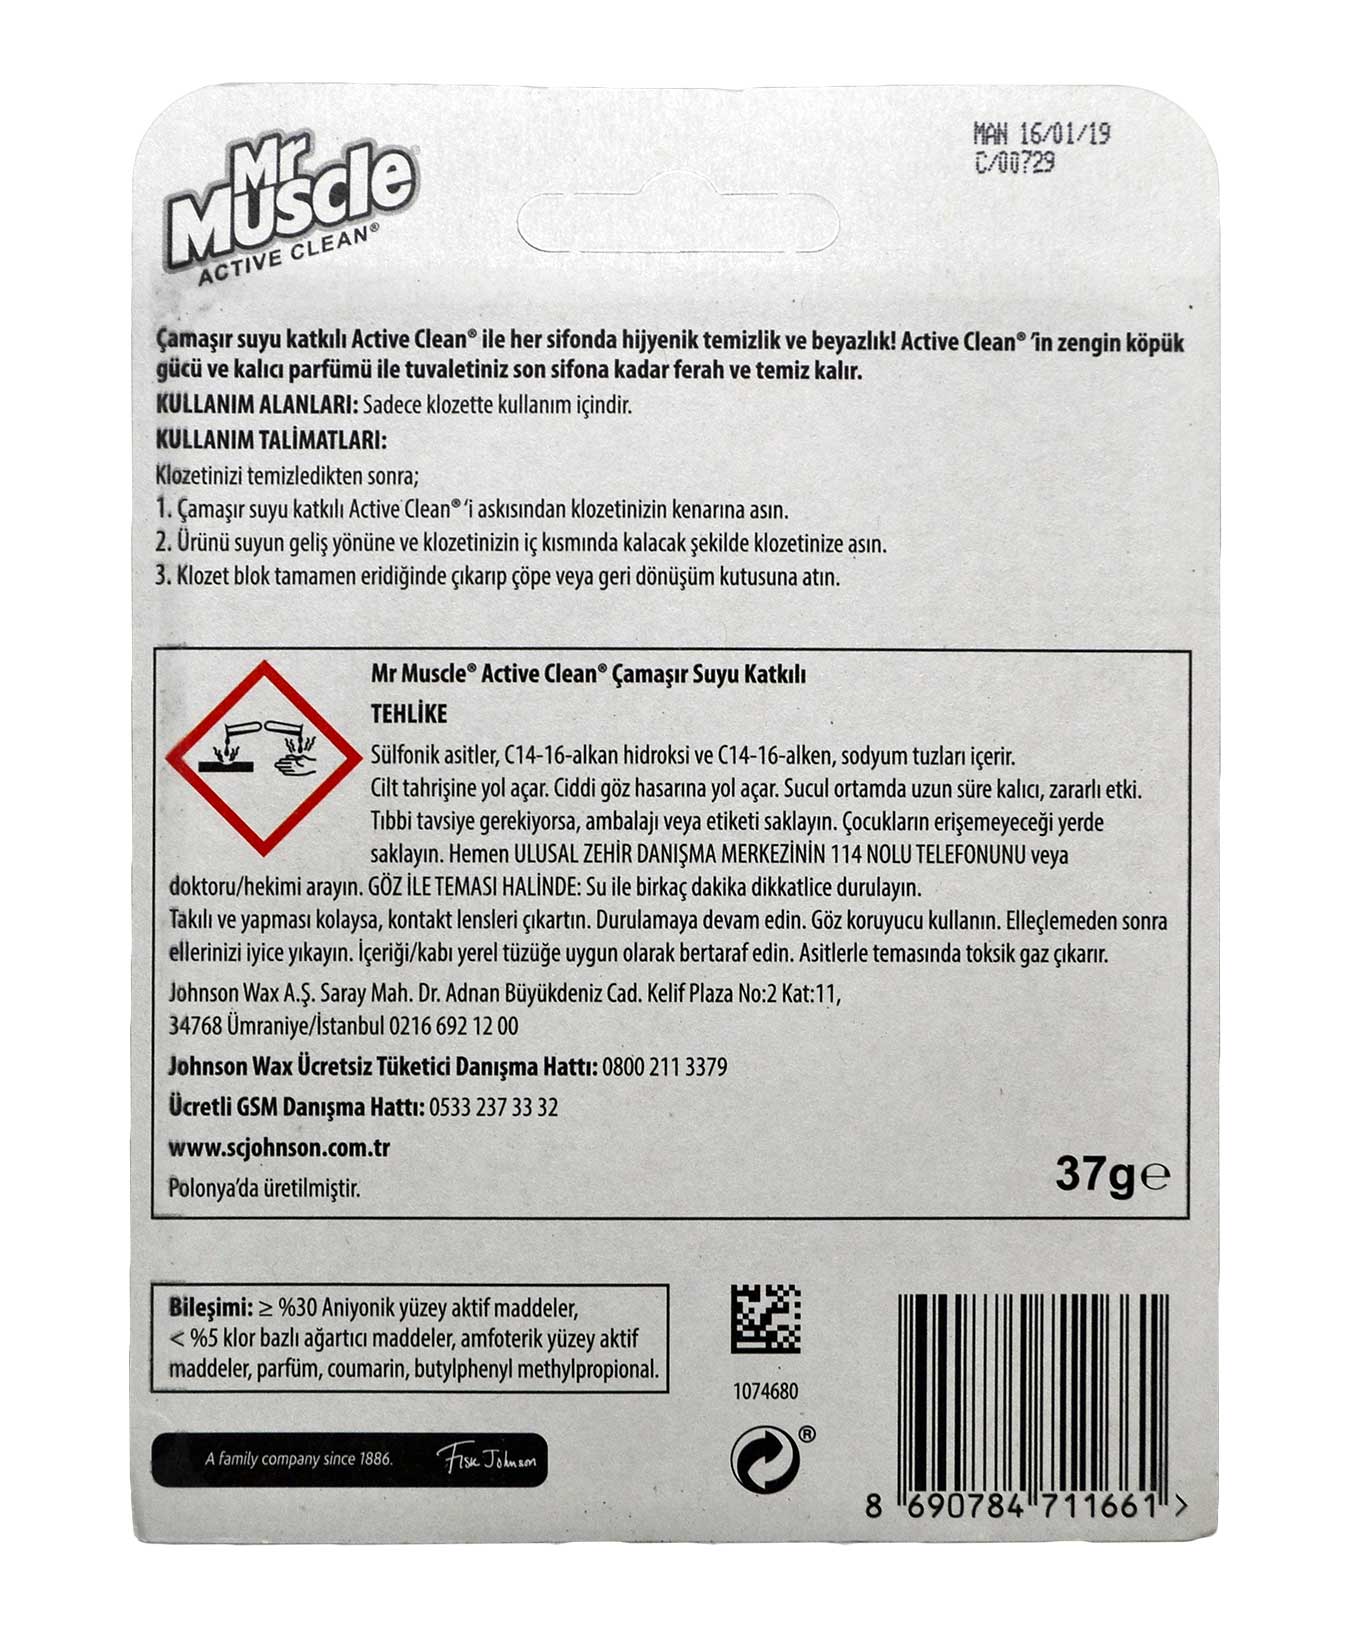 Mr
Muscle
ACTIVE CLEAN®
MAN 16/01/19
C/00729
Çamaşır suyu katkılı Active Clean® ile her sifonda hijyenik temizlik ve beyazlık! Active Clean® 'in zengin köpük
gücü ve kalıcı parfümü ile tuvaletiniz son sifona kadar ferah ve temiz kalır.
KULLANIM ALANLARI: Sadece klozette kullanım içindir.
KULLANIM TALİMATLARI:
Klozetinizi temizledikten sonra;
1. Çamaşır suyu katkılı Active Clean® 'i askısından klozetinizin kenarına asın.
2. Ürünü suyun geliş yönüne ve klozetinizin iç kısmında kalacak şekilde klozetinize asın.
3. Klozet blok tamamen eridiğinde çıkarıp çöpe veya geri dönüşüm kutusuna atın.
Mr Muscle® Active Clean® Çamaşır Suyu Katkılı
TEHLİKE
Sülfonik asitler, C14-16-alkan hidroksi ve C14-16-alken, sodyum tuzları içerir.
Cilt tahrişine yol açar. Ciddi göz hasarına yol açar. Sucul ortamda uzun süre kalıcı, zararlı etki.
Tıbbi tavsiye gerekiyorsa, ambalajı veya etiketi saklayın. Çocukların erişemeyeceği yerde
saklayın. Hemen ULUSAL ZEHİR DANIŞMA MERKEZİNİN 114 NOLU TELEFONUNU veya
doktoru/hekimi arayın. GÖZ İLE TEMASI HALİNDE: Su ile birkaç dakika dikkatlice durulayın.
Takılı ve yapması kolaysa, kontakt lensleri çıkartın. Durulamaya devam edin. Göz koruyucu kullanın. Elleçlemeden sonra
ellerinizi iyice yıkayın. İçeriği/kabı yerel tüzüğe uygun olarak bertaraf edin. Asitlerle temasında toksik gaz çıkarır.
Johnson Wax A.Ş. Saray Mah. Dr. Adnan Büyükdeniz Cad. Kelif Plaza No:2 Kat:11,
34768 Ümraniye/İstanbul 0216 692 12 00
Johnson Wax Ücretsiz Tüketici Danışma Hattı: 0800 211 3379
Ücretli GSM Danışma Hattı: 0533 237 33 32
www.scjohnson.com.tr
Polonya'da üretilmiştir.
37g℮
Bileşimi: ≥ %30 Aniyonik yüzey aktif maddeler,
< %5 klor bazlı ağartıcı maddeler, amfoterik yüzey aktif
maddeler, parfüm, coumarin, butylphenyl methylpropional.
1074680
®
A family company since 1886.
Fisk Johnson
8 690784 711661 >